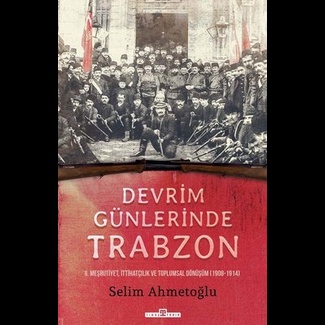 DEVRİM
GÜNLERİNDE
TRABZON
II. MEŞRUTİYET, İTTİHATÇILIK VE TOPLUMSAL DÖNÜŞÜM (1908-1914)
Selim Ahmetoğlu